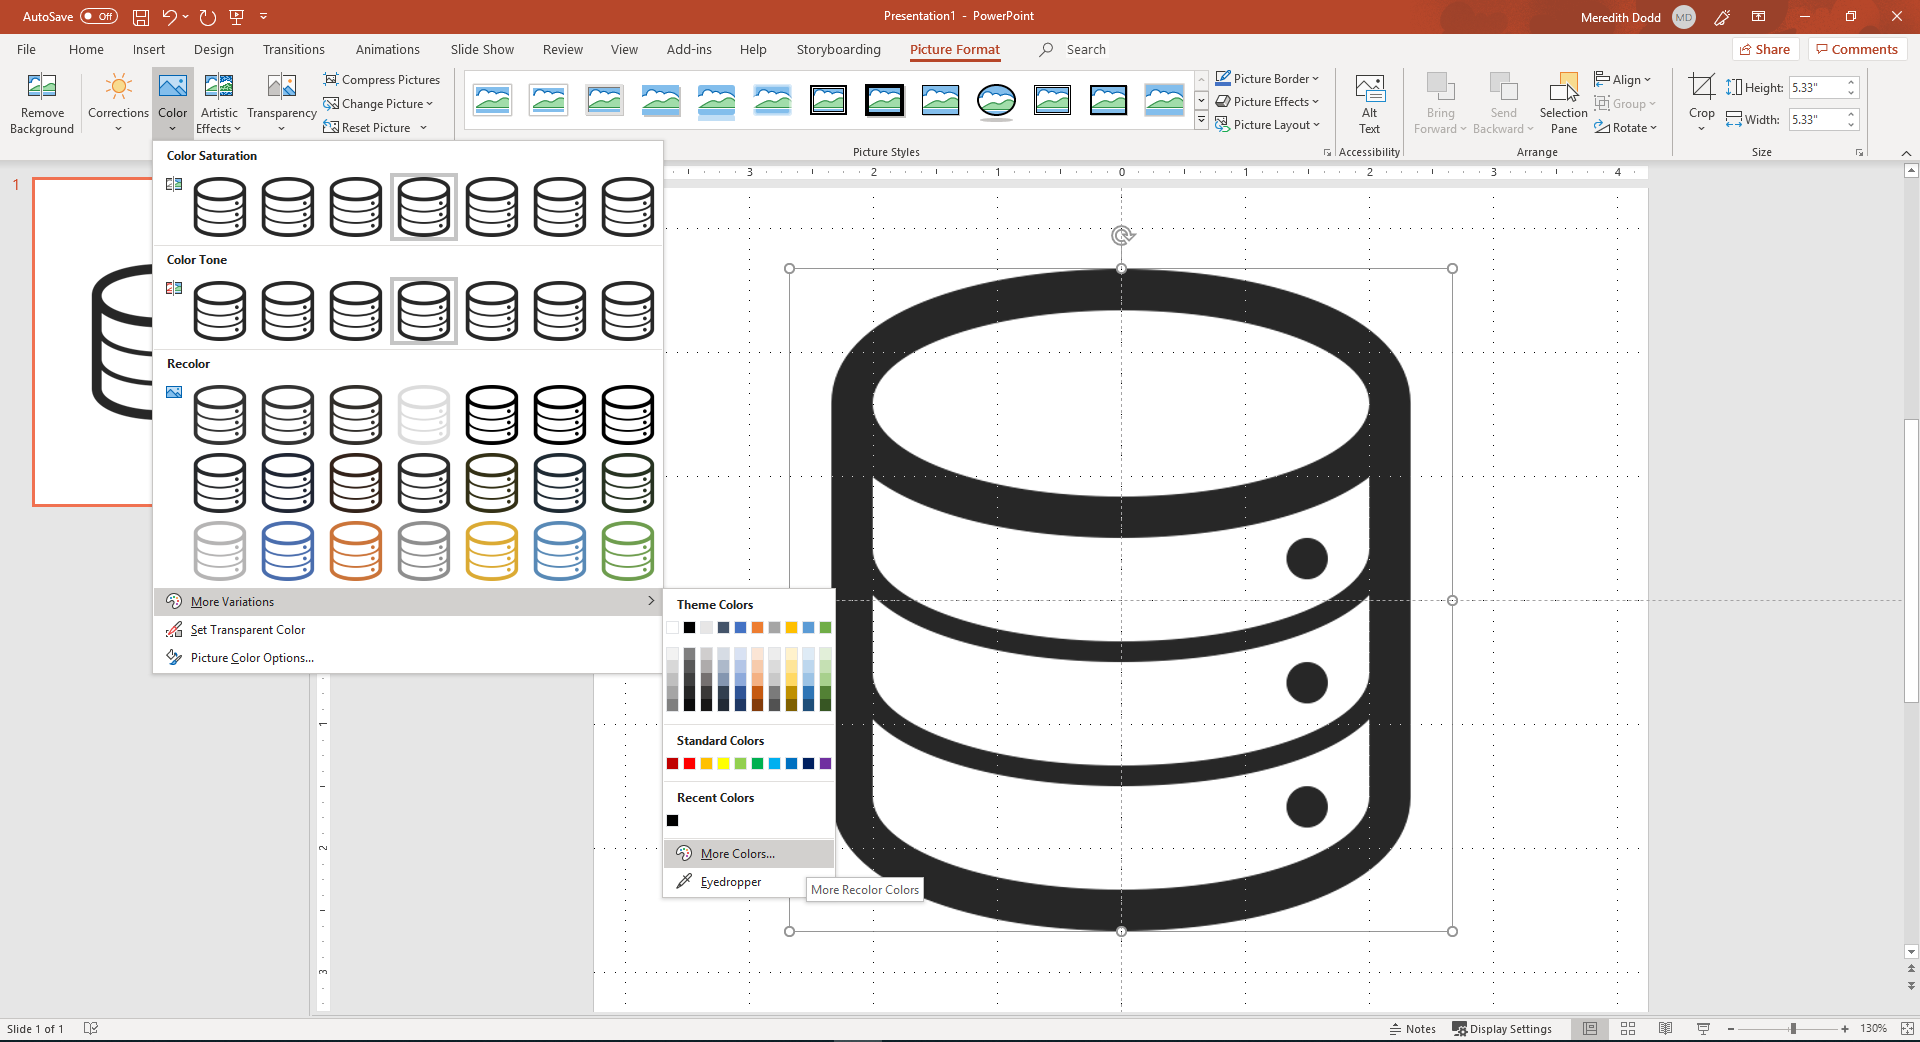 AutoSave Off
Presentation1 - PowerPoint
Meredith Dodd MD
File Home Insert Design Transitions Animations Slide Show Review View Add-ins Help Storyboarding Picture Format Search
Share Comments
Remove Background
Corrections
Color
Artistic Effects
Transparency
Compress Pictures
Change Picture
Reset Picture
Picture Border
Picture Effects
Picture Layout
Picture Styles
Alt Text
Accessibility
Bring Forward
Send Backward
Selection Pane
Align
Group
Rotate
Arrange
Crop
Height: 5.33"
Width: 5.33"
Size
Color Saturation
Color Tone
Recolor
More Variations
Set Transparent Color
Picture Color Options...
Theme Colors
Standard Colors
Recent Colors
More Colors...
Eyedropper
More Recolor Colors
1
3 2 1 0 1 2 3 4
1
2
3
Slide 1 of 1
Notes Display Settings 130%